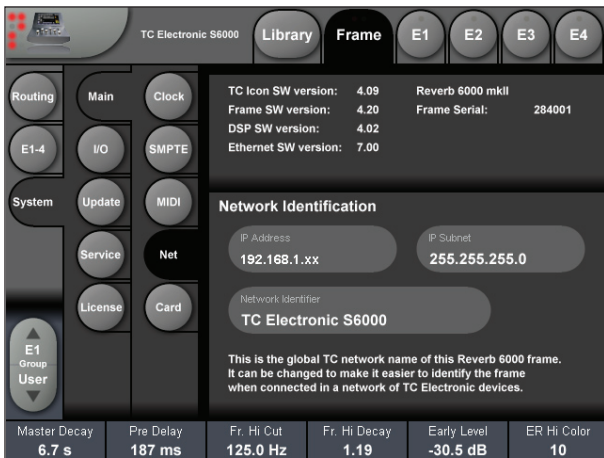 TC Electronic S6000
Library
Frame
E1
E2
E3
E4
Routing
E1-4
System
Main
I/O
Update
Service
License
Clock
SMPTE
MIDI
Net
Card
TC Icon SW version: 4.09
Frame SW version: 4.20
DSP SW version: 4.02
Ethernet SW version: 7.00
Reverb 6000 mkII
Frame Serial: 284001
Network Identification
IP Address
192.168.1.xx
IP Subnet
255.255.255.0
Network Identifier
TC Electronic S6000
This is the global TC network name of this Reverb 6000 frame.
It can be changed to make it easier to identify the frame
when connected in a network of TC Electronic devices.
E1
Group
User
Master Decay
6.7 s
Pre Delay
187 ms
Fr. Hi Cut
125.0 Hz
Fr. Hi Decay
1.19
Early Level
-30.5 dB
ER Hi Color
10